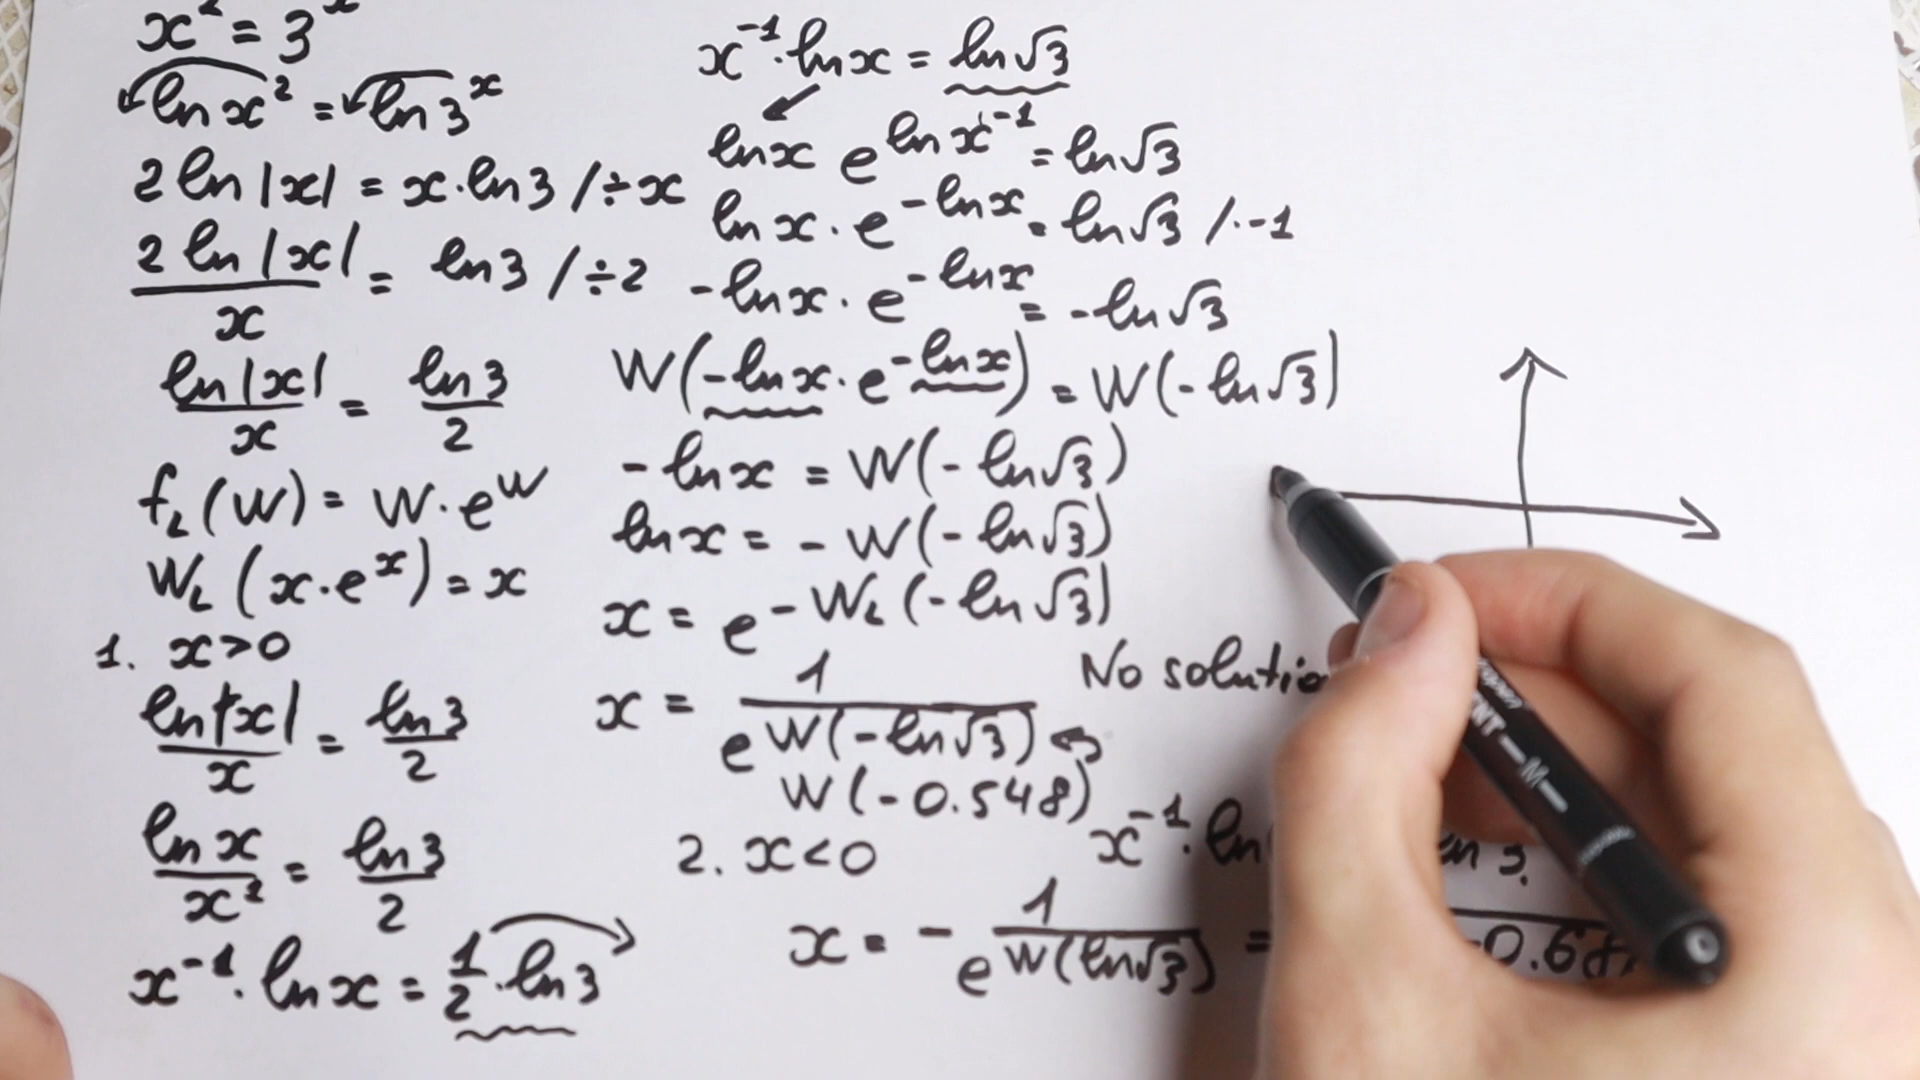 x² = 3ˣ
ln x² = ln 3ˣ
2 ln |x| = x · ln 3 / ÷ x
2 ln |x| / x = ln 3 / ÷ 2
ln |x| / x = ln 3 / 2
f_L (W) = W · e^W
W_L (x · eˣ) = x
1. x > 0
ln |x| / x = ln 3 / 2
ln x / x¹ = ln 3 / 2
x⁻¹ · ln x = 1/2 · ln 3
x⁻¹ · ln x = ln √3
ln x e^(ln x⁻¹) = ln √3
ln x · e^(-ln x) = ln √3 / · -1
-ln x · e^(-ln x) = -ln √3
W(-ln x · e^(-ln x)) = W(-ln √3)
-ln x = W(-ln √3)
ln x = -W(-ln √3)
x = e^(-W_L(-ln √3))
x = 1 / e^(W(-ln √3))
No
W(-0.548)
2. x < 0
x⁻¹ · ln
x = - 1 / e^(W(ln √3)) =